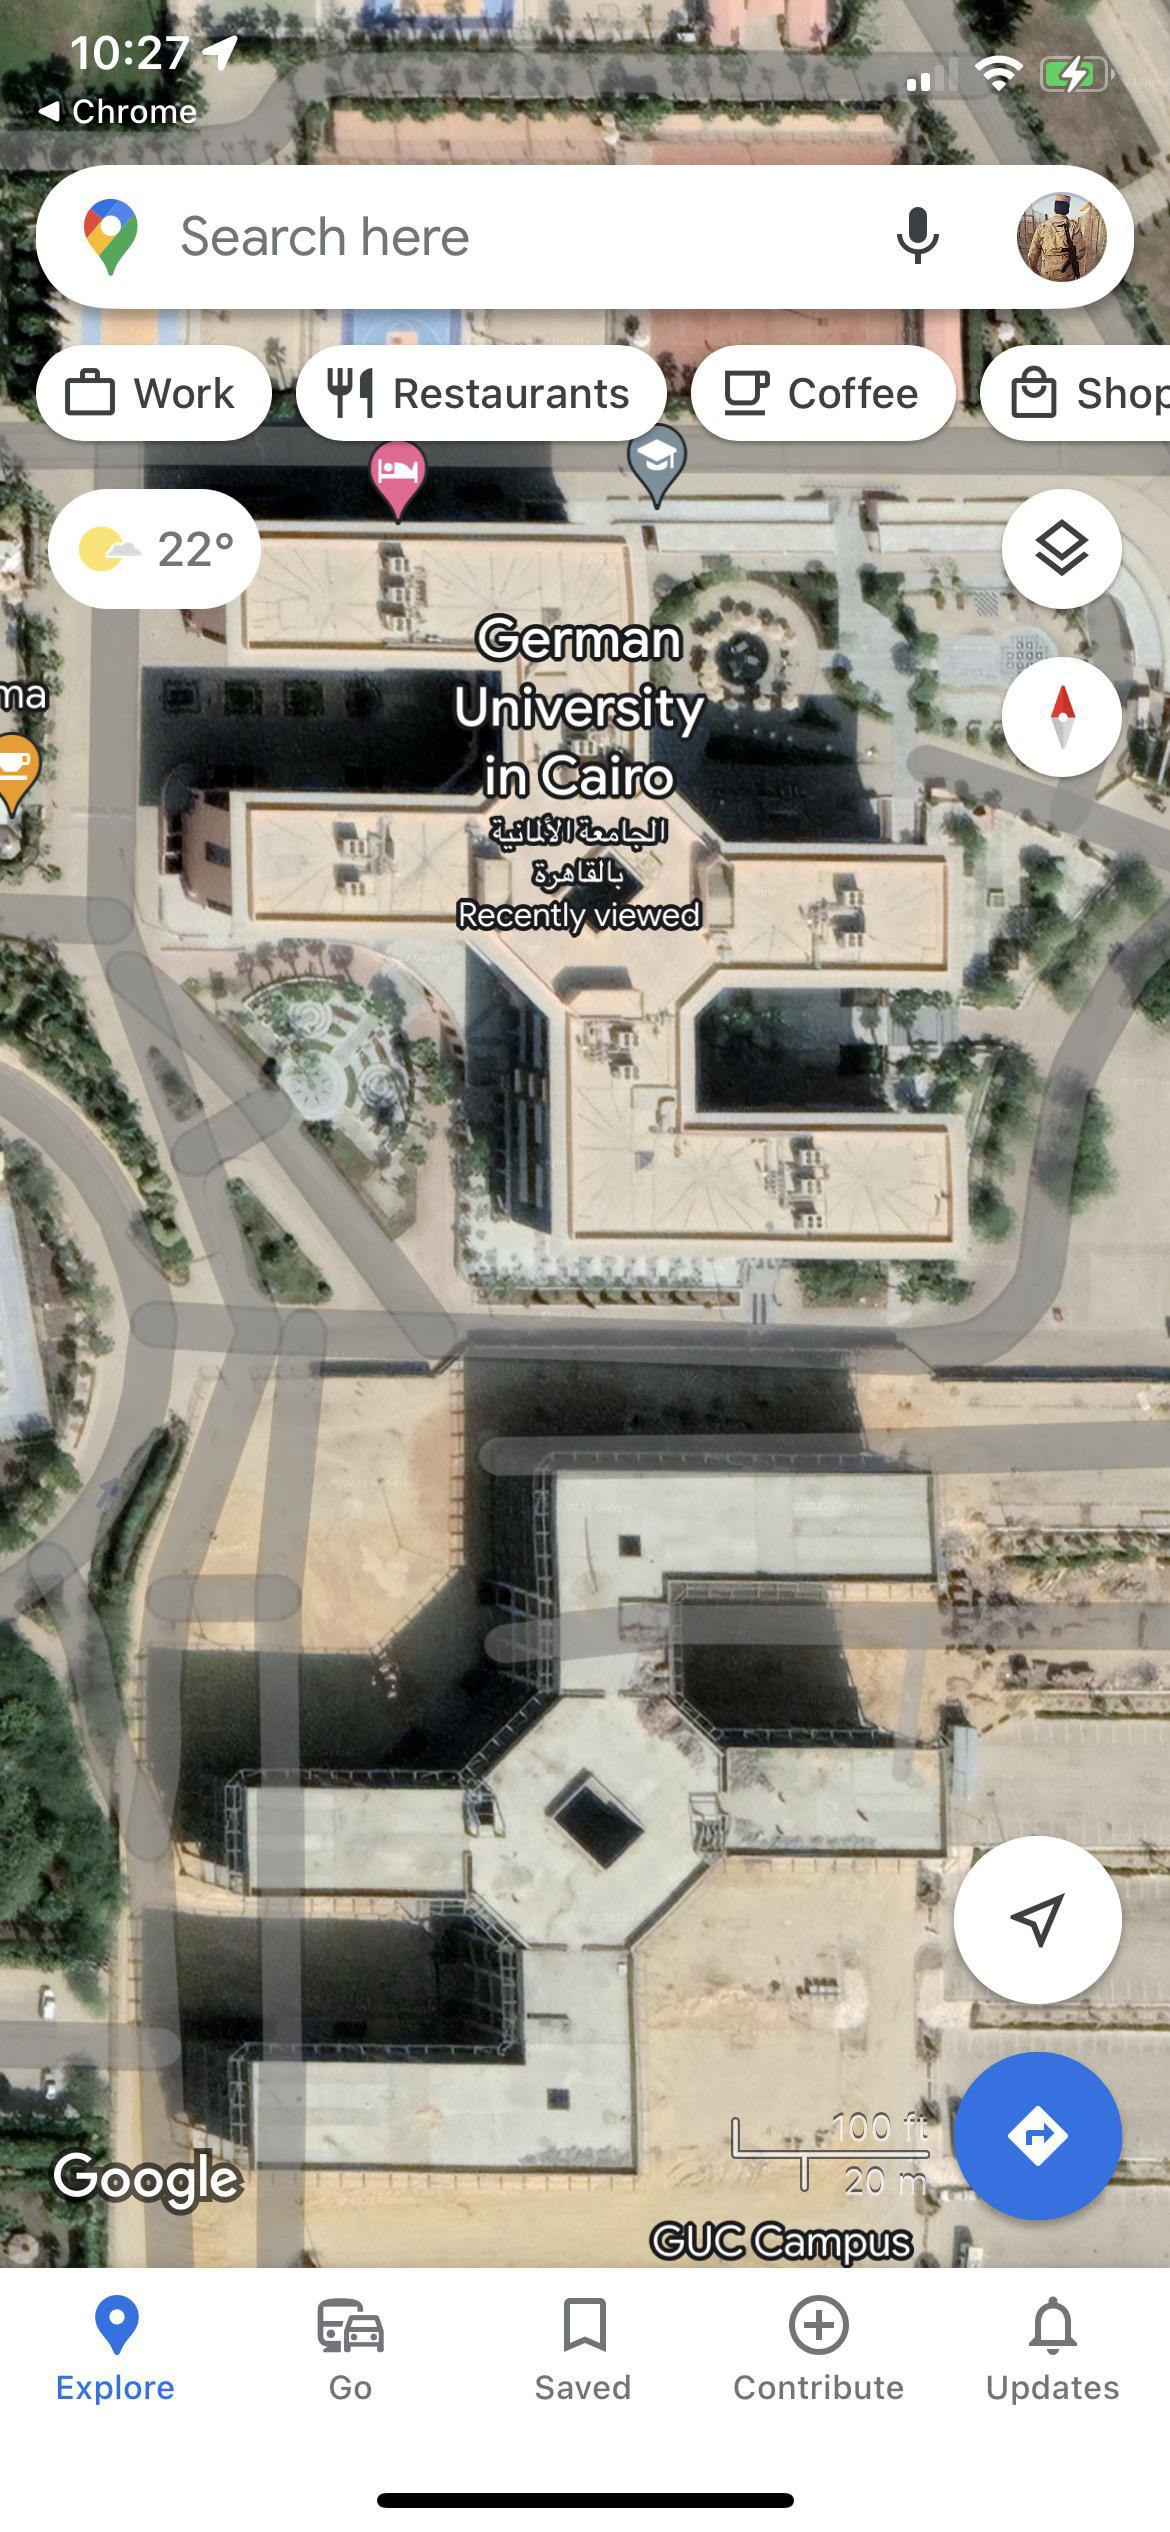 10:27
Chrome
Search here
Work
Restaurants
Coffee
Shop
22°
ma
German
University
in Cairo
الجامعة الألمانية
بالقاهرة
Recently viewed
100 ft
20 m
Google
GUC Campus
Explore
Go
Saved
Contribute
Updates